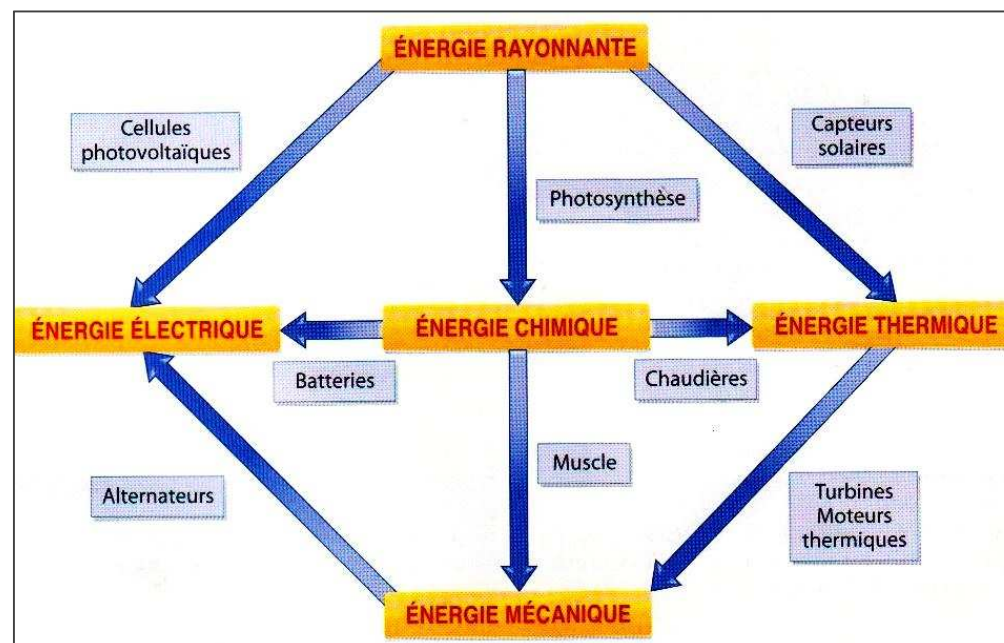 ÉNERGIE RAYONNANTE
Cellules
photovoltaïques
Capteurs
solaires
Photosynthèse
ÉNERGIE ÉLECTRIQUE
ÉNERGIE CHIMIQUE
ÉNERGIE THERMIQUE
Batteries
Chaudières
Alternateurs
Muscle
Turbines
Moteurs
thermiques
ÉNERGIE MÉCANIQUE